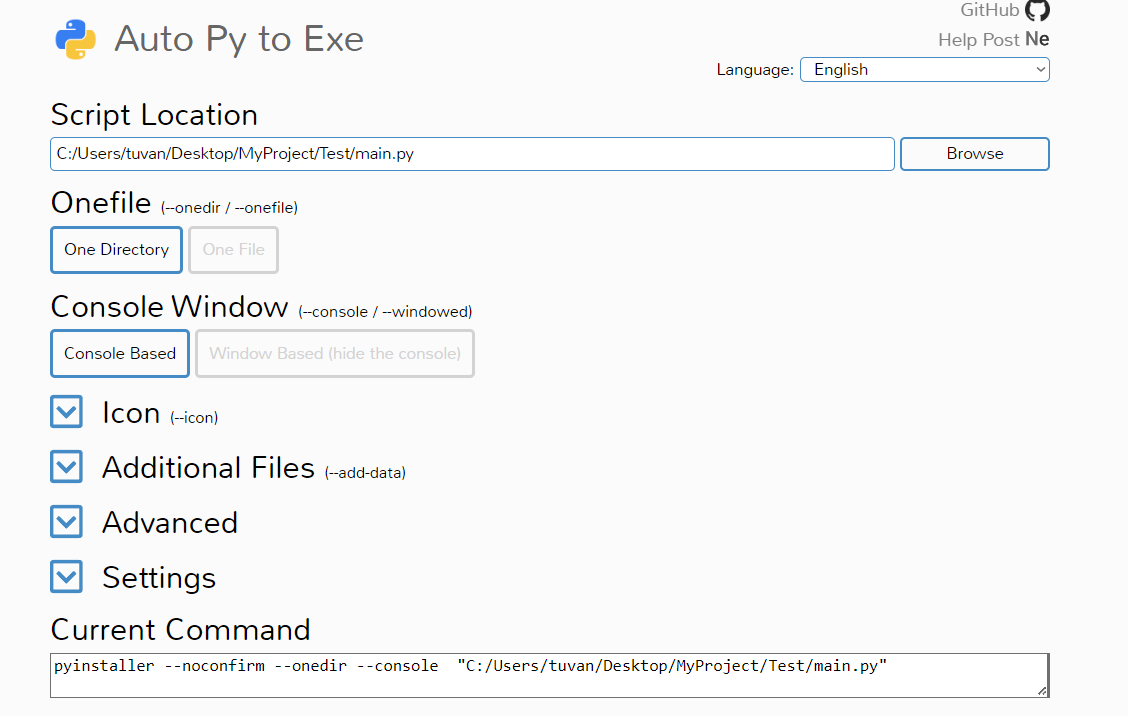 GitHub
Auto Py to Exe
Help Post Ne
Language: English
Script Location
C:/Users/tuvan/Desktop/MyProject/Test/main.py Browse
Onefile (--onedir / --onefile)
One Directory One File
Console Window (--console / --windowed)
Console Based Window Based (hide the console)
Icon (--icon)
Additional Files (--add-data)
Advanced
Settings
Current Command
pyinstaller --noconfirm --onedir --console  "C:/Users/tuvan/Desktop/MyProject/Test/main.py"